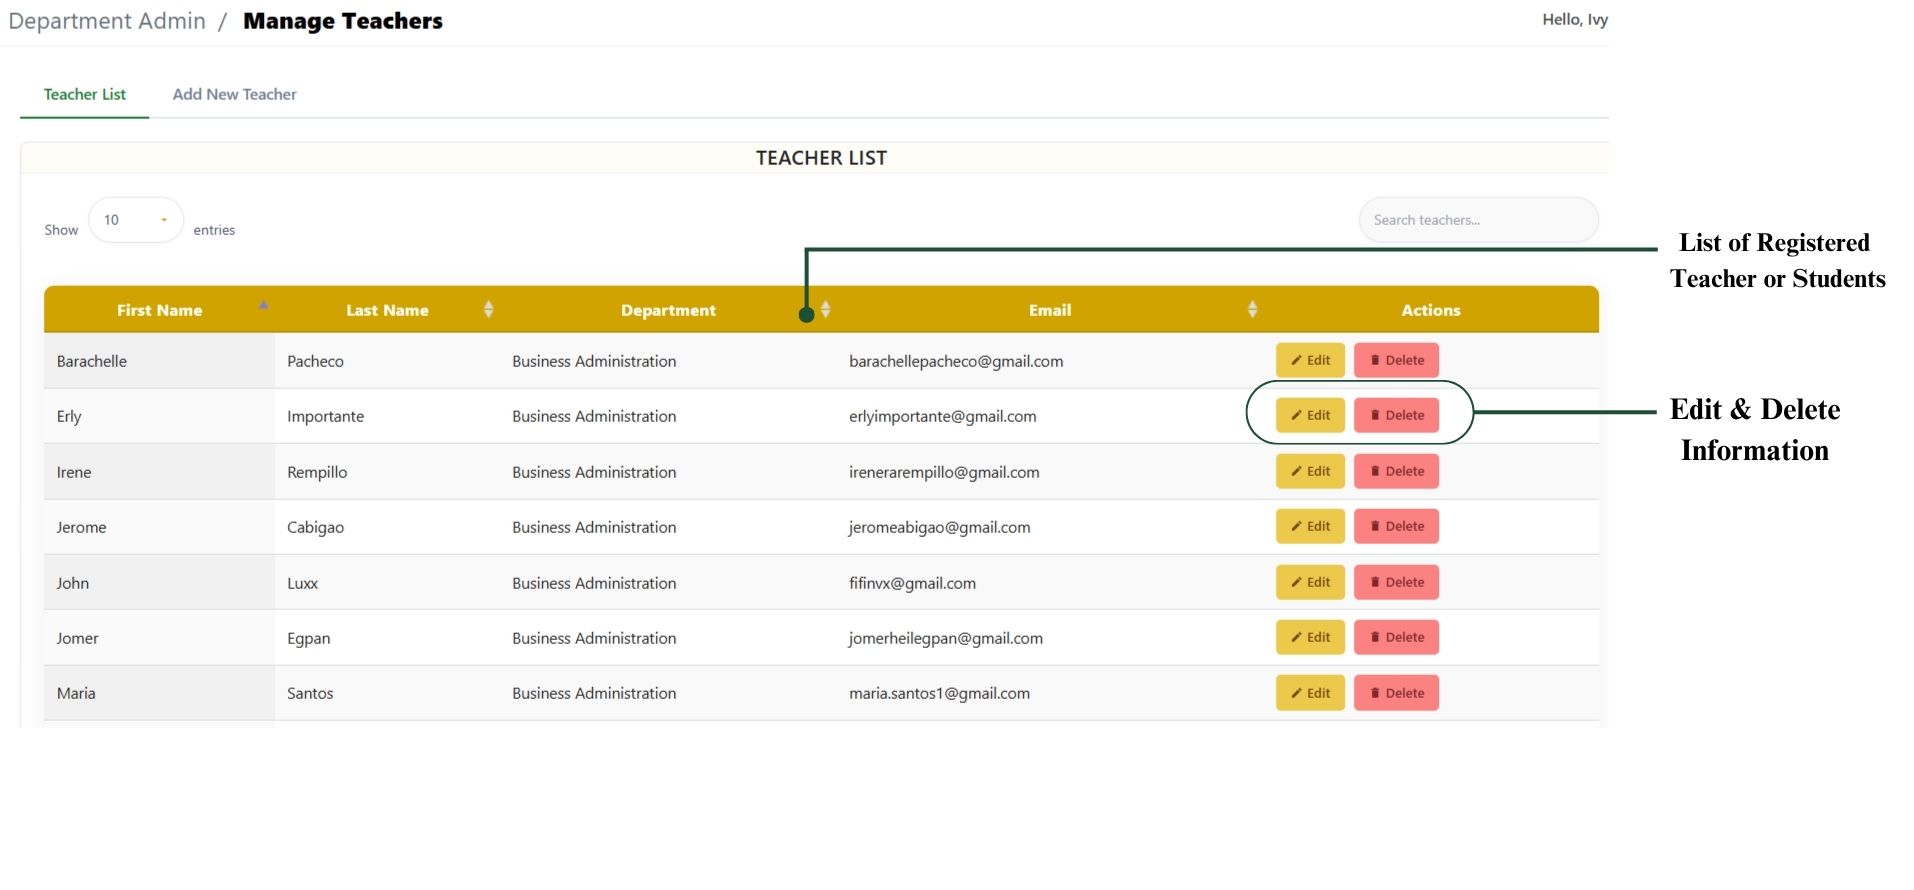 Department Admin / Manage Teachers
Hello, Ivy
Teacher List Add New Teacher
TEACHER LIST
Show 10 entries
Search teachers...
List of Registered
Teacher or Students
First Name Last Name Department Email Actions
Barachelle Pacheco Business Administration barachellepacheco@gmail.com Edit Delete
Erly Importante Business Administration erlyimportante@gmail.com Edit Delete
Edit & Delete
Information
Irene Rempillo Business Administration irenerarempillo@gmail.com Edit Delete
Jerome Cabigao Business Administration jeromeabigao@gmail.com Edit Delete
John Luxx Business Administration fifinvx@gmail.com Edit Delete
Jomer Egpan Business Administration jomerheilegpan@gmail.com Edit Delete
Maria Santos Business Administration maria.santos1@gmail.com Edit Delete